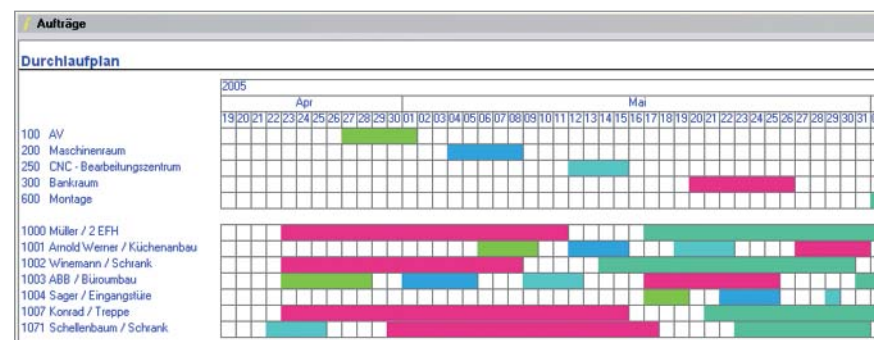 Aufträge
Durchlaufplan
2005
Apr Mai
19 20 21 22 23 24 25 26 27 28 29 30 01 02 03 04 05 06 07 08 09 10 11 12 13 14 15 16 17 18 19 20 21 22 23 24 25 26 27 28 29 30 31
100 AV
200 Maschinenraum
250 CNC - Bearbeitungszentrum
300 Bankraum
600 Montage
1000 Müller / 2 EFH
1001 Arnold Werner / Küchenanbau
1002 Winemann / Schrank
1003 ABB / Büroumbau
1004 Sager / Eingangstüre
1007 Konrad / Treppe
1071 Schellenbaum / Schrank